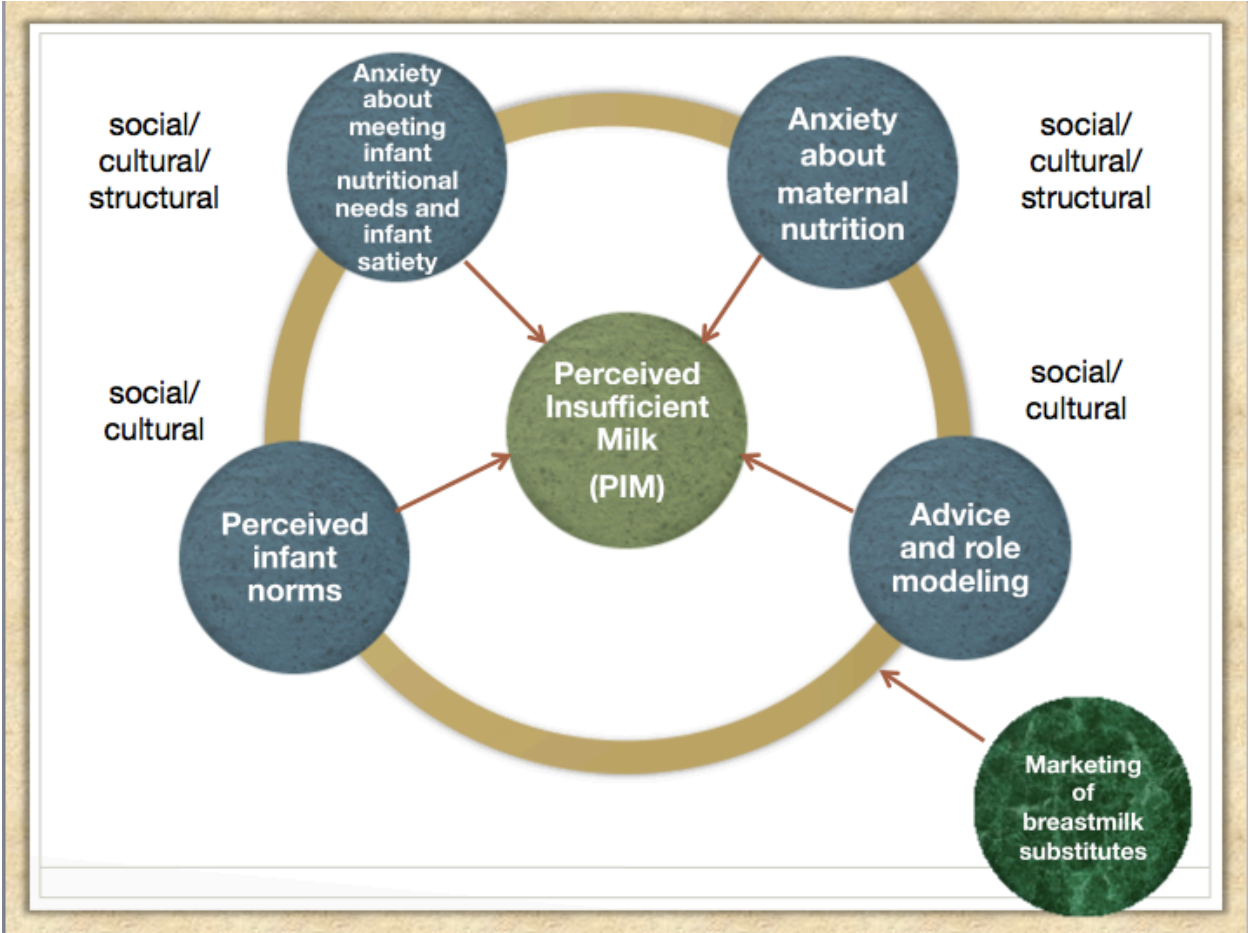 social/
cultural/
structural
Anxiety
about
meeting
infant
nutritional
needs and
infant
satiety
Anxiety
about
maternal
nutrition
social/
cultural/
structural
social/
cultural
Perceived
Insufficient
Milk
(PIM)
social/
cultural
Perceived
infant
norms
Advice
and role
modeling
Marketing
of
breastmilk
substitutes